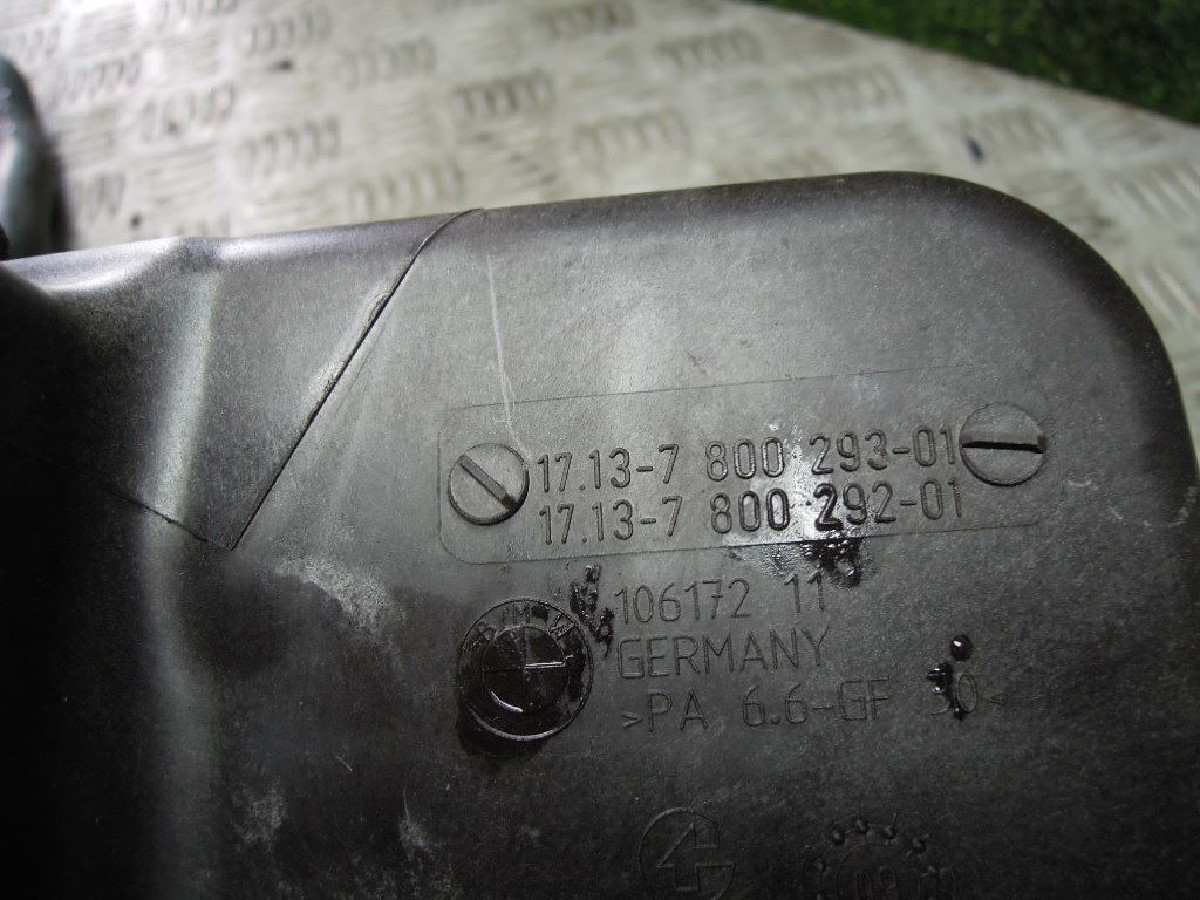 17.13-7 800 293-01
17.13-7 800 292-01
106172 11
GERMANY
BMW
>PA 6.6-GF 30<